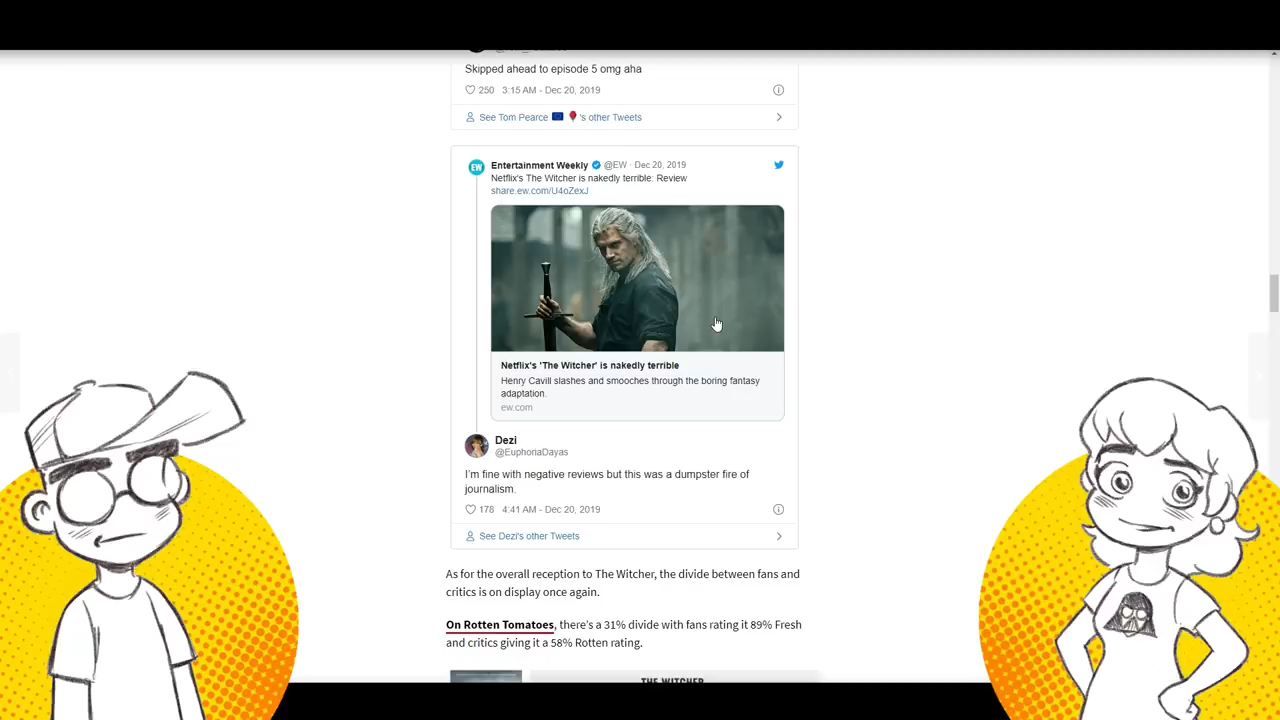 Skipped ahead to episode 5 omg aha
250 3:15 AM - Dec 20, 2019
See Tom Pearce 's other Tweets
EW
Entertainment Weekly @EW · Dec 20, 2019
Netflix's The Witcher is nakedly terrible: Review
share.ew.com/U4oZexJ
Netflix's 'The Witcher' is nakedly terrible
Henry Cavill slashes and smooches through the boring fantasy
adaptation.
ew.com
Dezi
@EuphoriaDayas
I'm fine with negative reviews but this was a dumpster fire of
journalism.
178 4:41 AM - Dec 20, 2019
See Dezi's other Tweets
As for the overall reception to The Witcher, the divide between fans and
critics is on display once again.
On Rotten Tomatoes, there's a 31% divide with fans rating it 89% Fresh
and critics giving it a 58% Rotten rating.
THE WITCHER